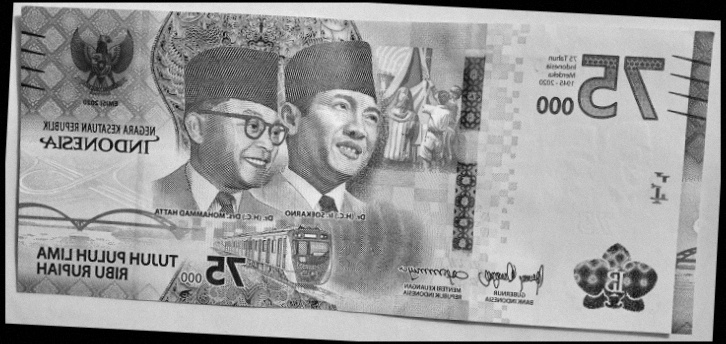 EMISI 2020
NEGARA KESATUAN REPUBLIK
INDONESIA
75 Tahun
Indonesia
Merdeka
1945 - 2020
75 000
Dr. (H.C.) Ir. SOEKARNO
Dr. (H.C.) Drs. MOHAMMAD HATTA
TUJUH PULUH LIMA
RIBU RUPIAH
75 000
GUBERNUR
BANK INDONESIA
MENTERI KEUANGAN
REPUBLIK INDONESIA